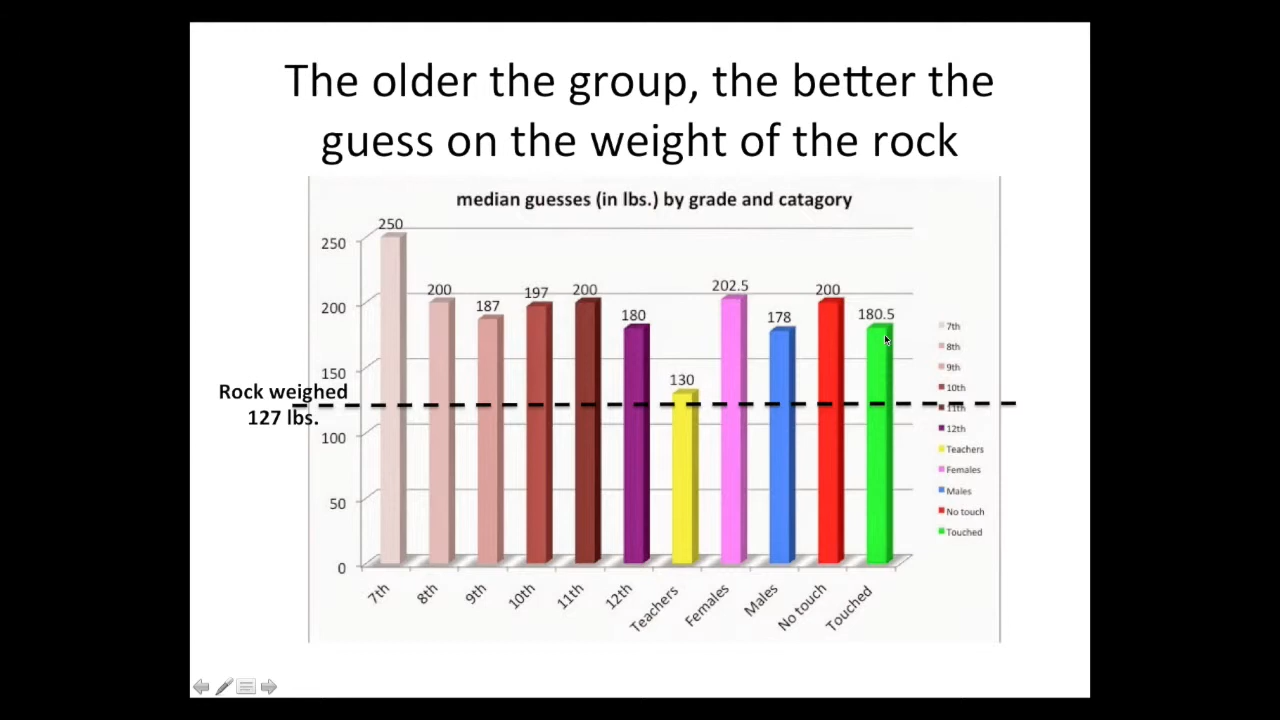 The older the group, the better the
guess on the weight of the rock
median guesses (in lbs.) by grade and catagory
250
200
187
197
200
180
130
202.5
178
200
180.5
250
200
150
100
50
0
Rock weighed
127 lbs.
7th
8th
9th
10th
11th
12th
Teachers
Females
Males
No touch
Touched
7th
8th
9th
10th
11th
12th
Teachers
Females
Males
No touch
Touched